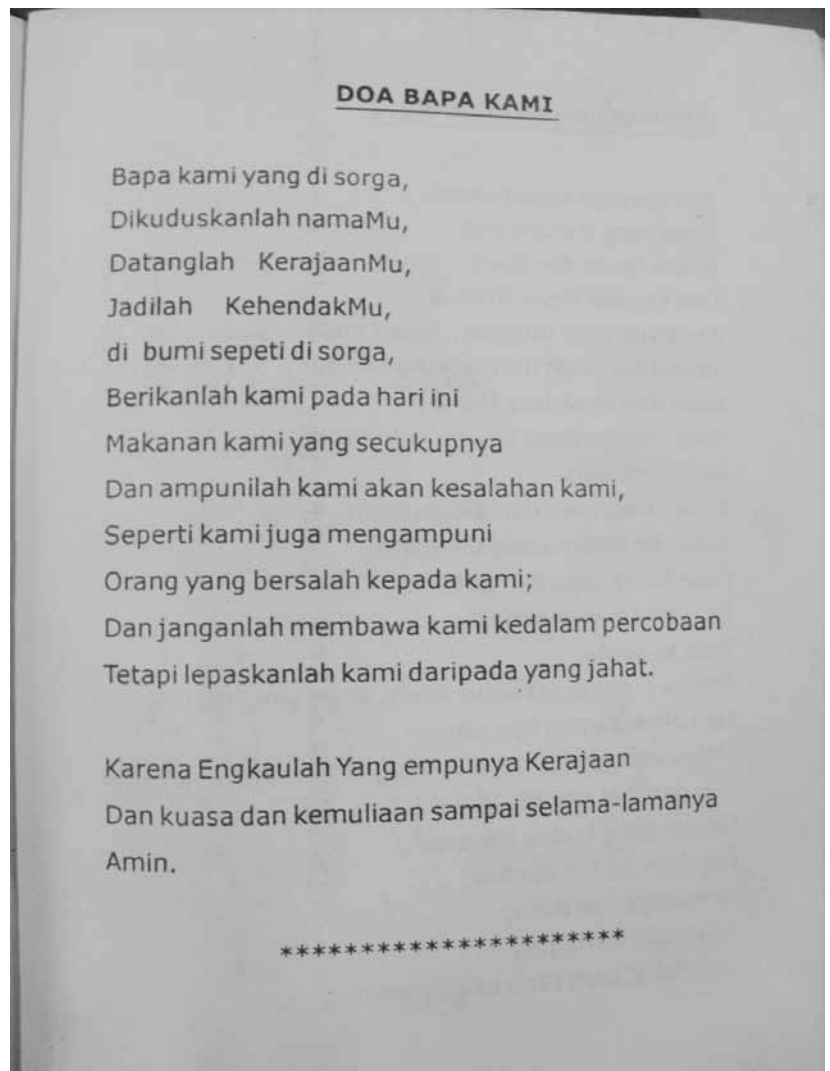 DOA BAPA KAMI
Bapa kami yang di sorga,
Dikuduskanlah namaMu,
Datanglah KerajaanMu,
Jadilah KehendakMu,
di bumi sepeti di sorga,
Berikanlah kami pada hari ini
Makanan kami yang secukupnya
Dan ampunilah kami akan kesalahan kami,
Seperti kami juga mengampuni
Orang yang bersalah kepada kami;
Dan janganlah membawa kami kedalam percobaan
Tetapi lepaskanlah kami daripada yang jahat.
Karena Engkaulah Yang empunya Kerajaan
Dan kuasa dan kemuliaan sampai selama-lamanya
Amin.
***********************